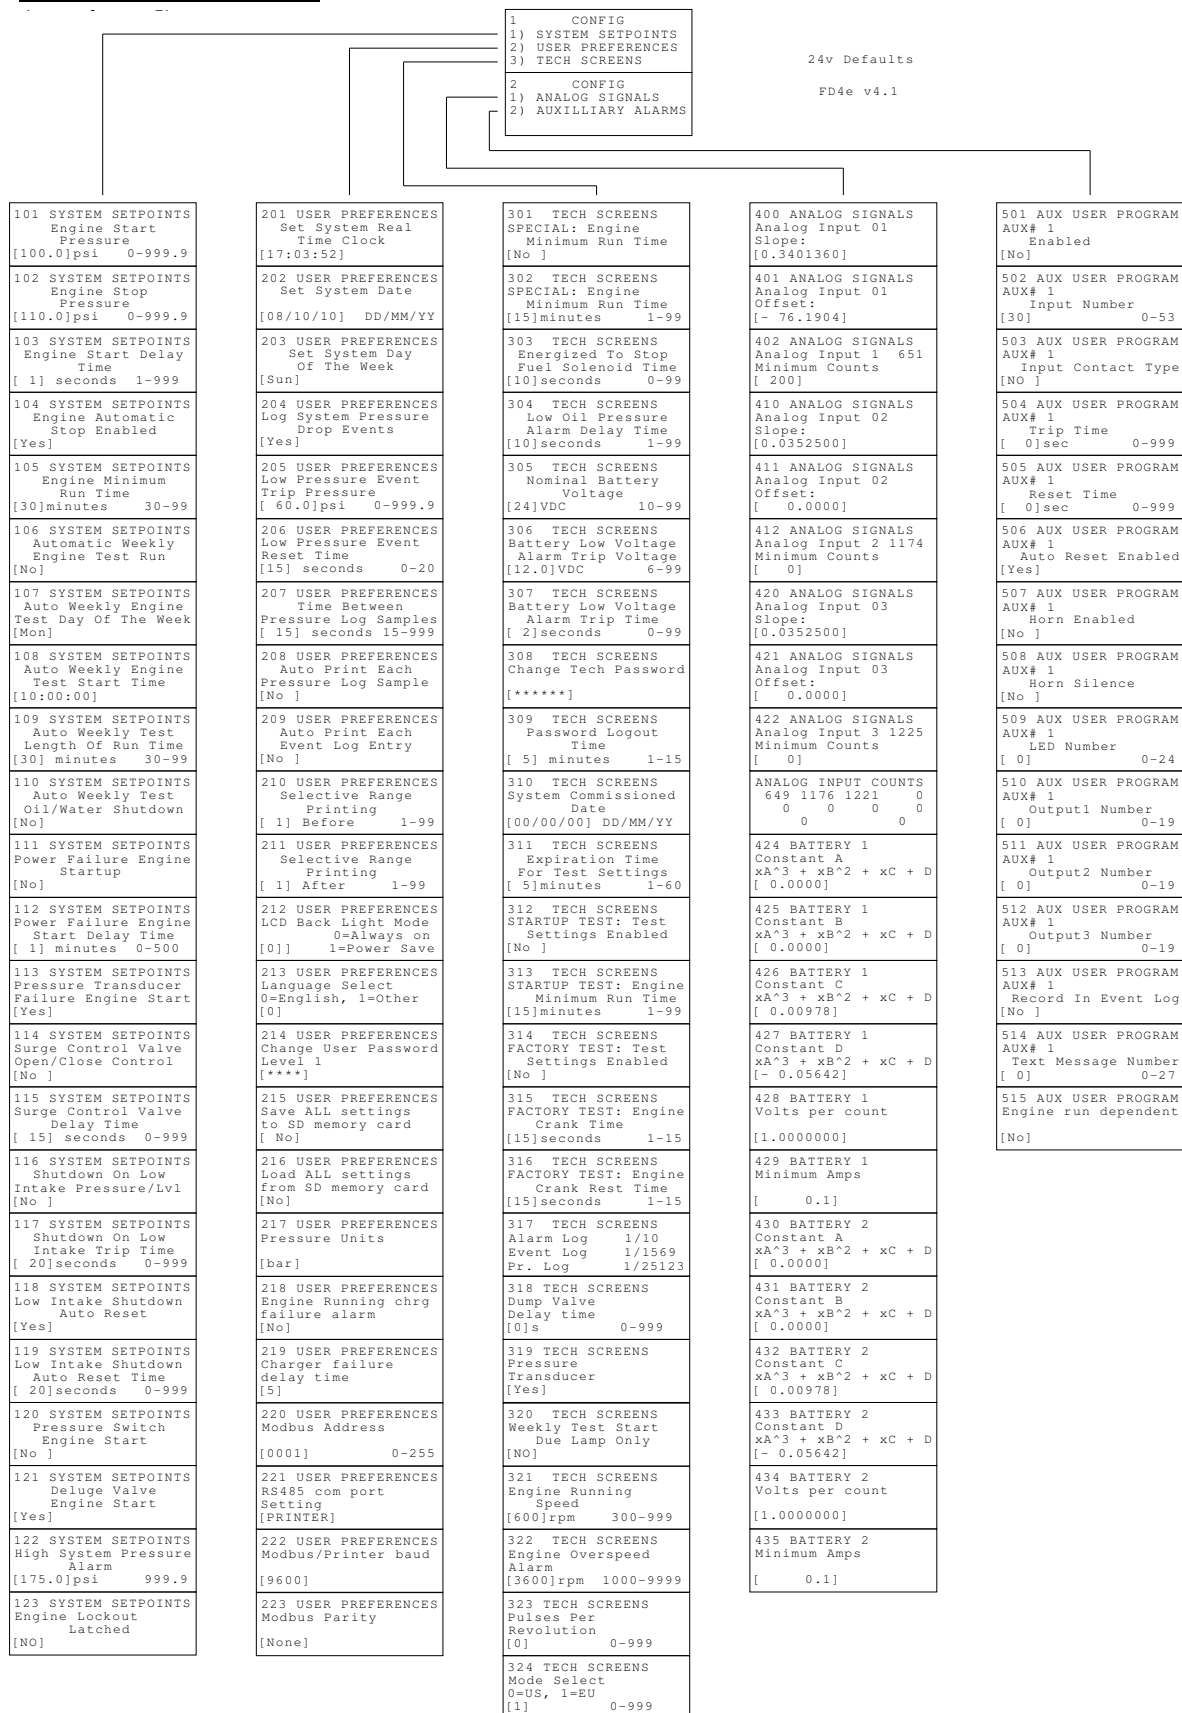 1 CONFIG
1) SYSTEM SETPOINTS
2) USER PREFERENCES
3) TECH SCREENS
2 CONFIG
1) ANALOG SIGNALS
2) AUXILLIARY ALARMS
24v Defaults
FD4e v4.1
101 SYSTEM SETPOINTS
Engine Start
Pressure
[100.0]psi 0-999.9
102 SYSTEM SETPOINTS
Engine Stop
Pressure
[110.0]psi 0-999.9
103 SYSTEM SETPOINTS
Engine Start Delay
Time
[ 1] seconds 1-999
104 SYSTEM SETPOINTS
Engine Automatic
Stop Enabled
[Yes]
105 SYSTEM SETPOINTS
Engine Minimum
Run Time
[30]minutes 30-99
106 SYSTEM SETPOINTS
Automatic Weekly
Engine Test Run
[No]
107 SYSTEM SETPOINTS
Auto Weekly Engine
Test Day Of The Week
[Mon]
108 SYSTEM SETPOINTS
Auto Weekly Engine
Test Start Time
[10:00:00]
109 SYSTEM SETPOINTS
Auto Weekly Test
Length Of Run Time
[30] minutes 30-99
110 SYSTEM SETPOINTS
Auto Weekly Test
Oil/Water Shutdown
[No]
111 SYSTEM SETPOINTS
Power Failure Engine
Startup
[No]
112 SYSTEM SETPOINTS
Power Failure Engine
Start Delay Time
[ 1] minutes 0-500
113 SYSTEM SETPOINTS
Pressure Transducer
Failure Engine Start
[Yes]
114 SYSTEM SETPOINTS
Surge Control Valve
Open/Close Control
[No ]
115 SYSTEM SETPOINTS
Surge Control Valve
Delay Time
[ 15] seconds 0-999
116 SYSTEM SETPOINTS
Shutdown On Low
Intake Pressure/Lvl
[No ]
117 SYSTEM SETPOINTS
Shutdown On Low
Intake Trip Time
[ 20]seconds 0-999
118 SYSTEM SETPOINTS
Low Intake Shutdown
Auto Reset
[Yes]
119 SYSTEM SETPOINTS
Low Intake Shutdown
Auto Reset Time
[ 20]seconds 0-999
120 SYSTEM SETPOINTS
Pressure Switch
Engine Start
[No ]
121 SYSTEM SETPOINTS
Deluge Valve
Engine Start
[Yes]
122 SYSTEM SETPOINTS
High System Pressure
Alarm
[175.0]psi 999.9
123 SYSTEM SETPOINTS
Engine Lockout
Latched
[NO]
201 USER PREFERENCES
Set System Real
Time Clock
[17:03:52]
202 USER PREFERENCES
Set System Date
[08/10/10] DD/MM/YY
203 USER PREFERENCES
Set System Day
Of The Week
[Sun]
204 USER PREFERENCES
Log System Pressure
Drop Events
[Yes]
205 USER PREFERENCES
Low Pressure Event
Trip Pressure
[ 60.0]psi 0-999.9
206 USER PREFERENCES
Low Pressure Event
Reset Time
[15] seconds 0-20
207 USER PREFERENCES
Time Between
Pressure Log Samples
[ 15] seconds 15-999
208 USER PREFERENCES
Auto Print Each
Pressure Log Sample
[No ]
209 USER PREFERENCES
Auto Print Each
Event Log Entry
[No ]
210 USER PREFERENCES
Selective Range
Printing
[ 1] Before 1-99
211 USER PREFERENCES
Selective Range
Printing
[ 1] After 1-99
212 USER PREFERENCES
LCD Back Light Mode
0=Always on
[0]] 1=Power Save
213 USER PREFERENCES
Language Select
0=English, 1=Other
[0]
214 USER PREFERENCES
Change User Password
Level 1
[****]
215 USER PREFERENCES
Save ALL settings
to SD memory card
[ No]
216 USER PREFERENCES
Load ALL settings
from SD memory card
[No]
217 USER PREFERENCES
Pressure Units
[bar]
218 USER PREFERENCES
Engine Running chrg
failure alarm
[No]
219 USER PREFERENCES
Charger failure
delay time
[5]
220 USER PREFERENCES
Modbus Address
[0001] 0-255
221 USER PREFERENCES
RS485 com port
Setting
[PRINTER]
222 USER PREFERENCES
Modbus/Printer baud
[9600]
223 USER PREFERENCES
Modbus Parity
[None]
301 TECH SCREENS
SPECIAL: Engine
Minimum Run Time
[No ]
302 TECH SCREENS
SPECIAL: Engine
Minimum Run Time
[15]minutes 1-99
303 TECH SCREENS
Energized To Stop
Fuel Solenoid Time
[10]seconds 0-99
304 TECH SCREENS
Low Oil Pressure
Alarm Delay Time
[10]seconds 1-99
305 TECH SCREENS
Nominal Battery
Voltage
[24]VDC 10-99
306 TECH SCREENS
Battery Low Voltage
Alarm Trip Voltage
[12.0]VDC 6-99
307 TECH SCREENS
Battery Low Voltage
Alarm Trip Time
[ 2]seconds 0-99
308 TECH SCREENS
Change Tech Password
[******]
309 TECH SCREENS
Password Logout
Time
[ 5] minutes 1-15
310 TECH SCREENS
System Commissioned
Date
[00/00/00] DD/MM/YY
311 TECH SCREENS
Expiration Time
For Test Settings
[ 5]minutes 1-60
312 TECH SCREENS
STARTUP TEST: Test
Settings Enabled
[No ]
313 TECH SCREENS
STARTUP TEST: Engine
Minimum Run Time
[15]minutes 1-99
314 TECH SCREENS
FACTORY TEST: Test
Settings Enabled
[No ]
315 TECH SCREENS
FACTORY TEST: Engine
Crank Time
[15]seconds 1-15
316 TECH SCREENS
FACTORY TEST: Engine
Crank Rest Time
[15]seconds 1-15
317 TECH SCREENS
Alarm Log 1/10
Event Log 1/1569
Pr. Log 1/25123
318 TECH SCREENS
Dump Valve
Delay time
[0]s 0-999
319 TECH SCREENS
Pressure
Transducer
[Yes]
320 TECH SCREENS
Weekly Test Start
Due Lamp Only
[NO]
321 TECH SCREENS
Engine Running
Speed
[600]rpm 300-999
322 TECH SCREENS
Engine Overspeed
Alarm
[3600]rpm 1000-9999
323 TECH SCREENS
Pulses Per
Revolution
[0] 0-999
324 TECH SCREENS
Mode Select
0=US, 1=EU
[1] 0-999
400 ANALOG SIGNALS
Analog Input 01
Slope:
[0.3401360]
401 ANALOG SIGNALS
Analog Input 01
Offset:
[- 76.1904]
402 ANALOG SIGNALS
Analog Input 1 651
Minimum Counts
[ 200]
410 ANALOG SIGNALS
Analog Input 02
Slope:
[0.0352500]
411 ANALOG SIGNALS
Analog Input 02
Offset:
[ 0.0000]
412 ANALOG SIGNALS
Analog Input 2 1174
Minimum Counts
[ 0]
420 ANALOG SIGNALS
Analog Input 03
Slope:
[0.0352500]
421 ANALOG SIGNALS
Analog Input 03
Offset:
[ 0.0000]
422 ANALOG SIGNALS
Analog Input 3 1225
Minimum Counts
[ 0]
ANALOG INPUT COUNTS
649 1176 1221 0
0 0 0 0
0 0
424 BATTERY 1
Constant A
xA^3 + xB^2 + xC + D
[ 0.0000]
425 BATTERY 1
Constant B
xA^3 + xB^2 + xC + D
[ 0.0000]
426 BATTERY 1
Constant C
xA^3 + xB^2 + xC + D
[ 0.00978]
427 BATTERY 1
Constant D
xA^3 + xB^2 + xC + D
[- 0.05642]
428 BATTERY 1
Volts per count
[1.0000000]
429 BATTERY 1
Minimum Amps
[ 0.1]
430 BATTERY 2
Constant A
xA^3 + xB^2 + xC + D
[ 0.0000]
431 BATTERY 2
Constant B
xA^3 + xB^2 + xC + D
[ 0.0000]
432 BATTERY 2
Constant C
xA^3 + xB^2 + xC + D
[ 0.00978]
433 BATTERY 2
Constant D
xA^3 + xB^2 + xC + D
[- 0.05642]
434 BATTERY 2
Volts per count
[1.0000000]
435 BATTERY 2
Minimum Amps
[ 0.1]
501 AUX USER PROGRAM
AUX# 1
Enabled
[No]
502 AUX USER PROGRAM
AUX# 1
Input Number
[30] 0-53
503 AUX USER PROGRAM
AUX# 1
Input Contact Type
[NO ]
504 AUX USER PROGRAM
AUX# 1
Trip Time
[ 0]sec 0-999
505 AUX USER PROGRAM
AUX# 1
Reset Time
[ 0]sec 0-999
506 AUX USER PROGRAM
AUX# 1
Auto Reset Enabled
[Yes]
507 AUX USER PROGRAM
AUX# 1
Horn Enabled
[No ]
508 AUX USER PROGRAM
AUX# 1
Horn Silence
[No ]
509 AUX USER PROGRAM
AUX# 1
LED Number
[ 0] 0-24
510 AUX USER PROGRAM
AUX# 1
Output1 Number
[ 0] 0-19
511 AUX USER PROGRAM
AUX# 1
Output2 Number
[ 0] 0-19
512 AUX USER PROGRAM
AUX# 1
Output3 Number
[ 0] 0-19
513 AUX USER PROGRAM
AUX# 1
Record In Event Log
[No ]
514 AUX USER PROGRAM
AUX# 1
Text Message Number
[ 0] 0-27
515 AUX USER PROGRAM
Engine run dependent
[No]